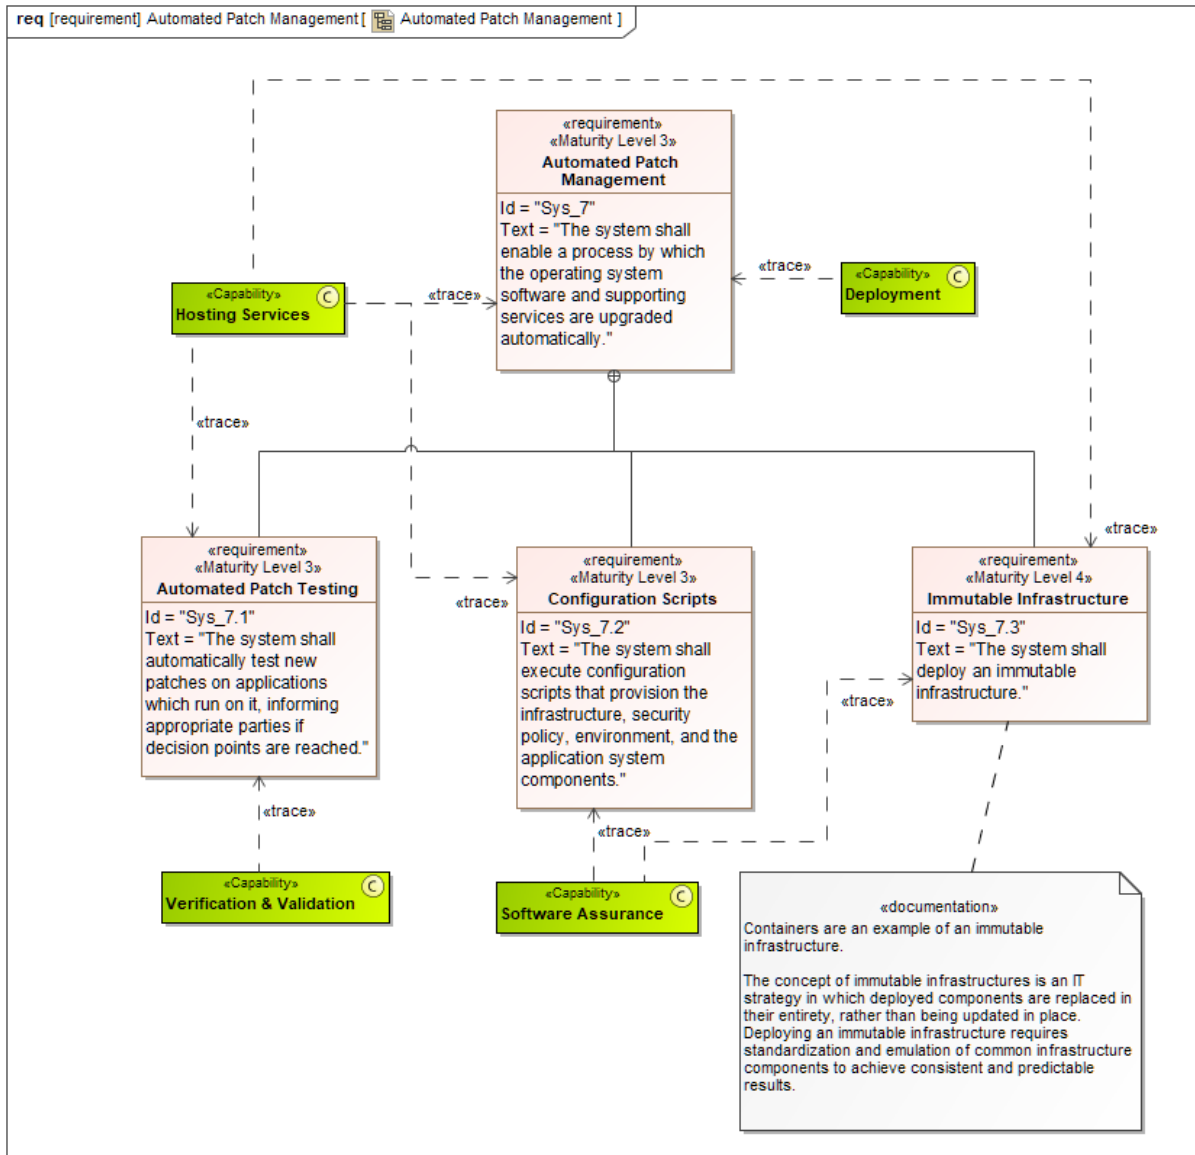 req [requirement] Automated Patch Management [ Automated Patch Management ]
«requirement»
«Maturity Level 3»
Automated Patch
Management
Id = "Sys_7"
Text = "The system shall
enable a process by which
the operating system
software and supporting
services are upgraded
automatically."
«trace»
«Capability»
C
Deployment
«Capability»
C
Hosting Services
«trace»
«trace»
«trace»
«requirement»
«Maturity Level 3»
Automated Patch Testing
Id = "Sys_7.1"
Text = "The system shall
automatically test new
patches on applications
which run on it, informing
appropriate parties if
decision points are reached."
«trace»
«requirement»
«Maturity Level 3»
Configuration Scripts
Id = "Sys_7.2"
Text = "The system shall
execute configuration
scripts that provision the
infrastructure, security
policy, environment, and the
application system
components."
«requirement»
«Maturity Level 4»
Immutable Infrastructure
Id = "Sys_7.3"
Text = "The system shall
deploy an immutable
infrastructure."
«trace»
«trace»
«trace»
«Capability»
C
Verification & Validation
«Capability»
C
Software Assurance
«documentation»
Containers are an example of an immutable
infrastructure.
The concept of immutable infrastructures is an IT
strategy in which deployed components are replaced in
their entirety, rather than being updated in place.
Deploying an immutable infrastructure requires
standardization and emulation of common infrastructure
components to achieve consistent and predictable
results.